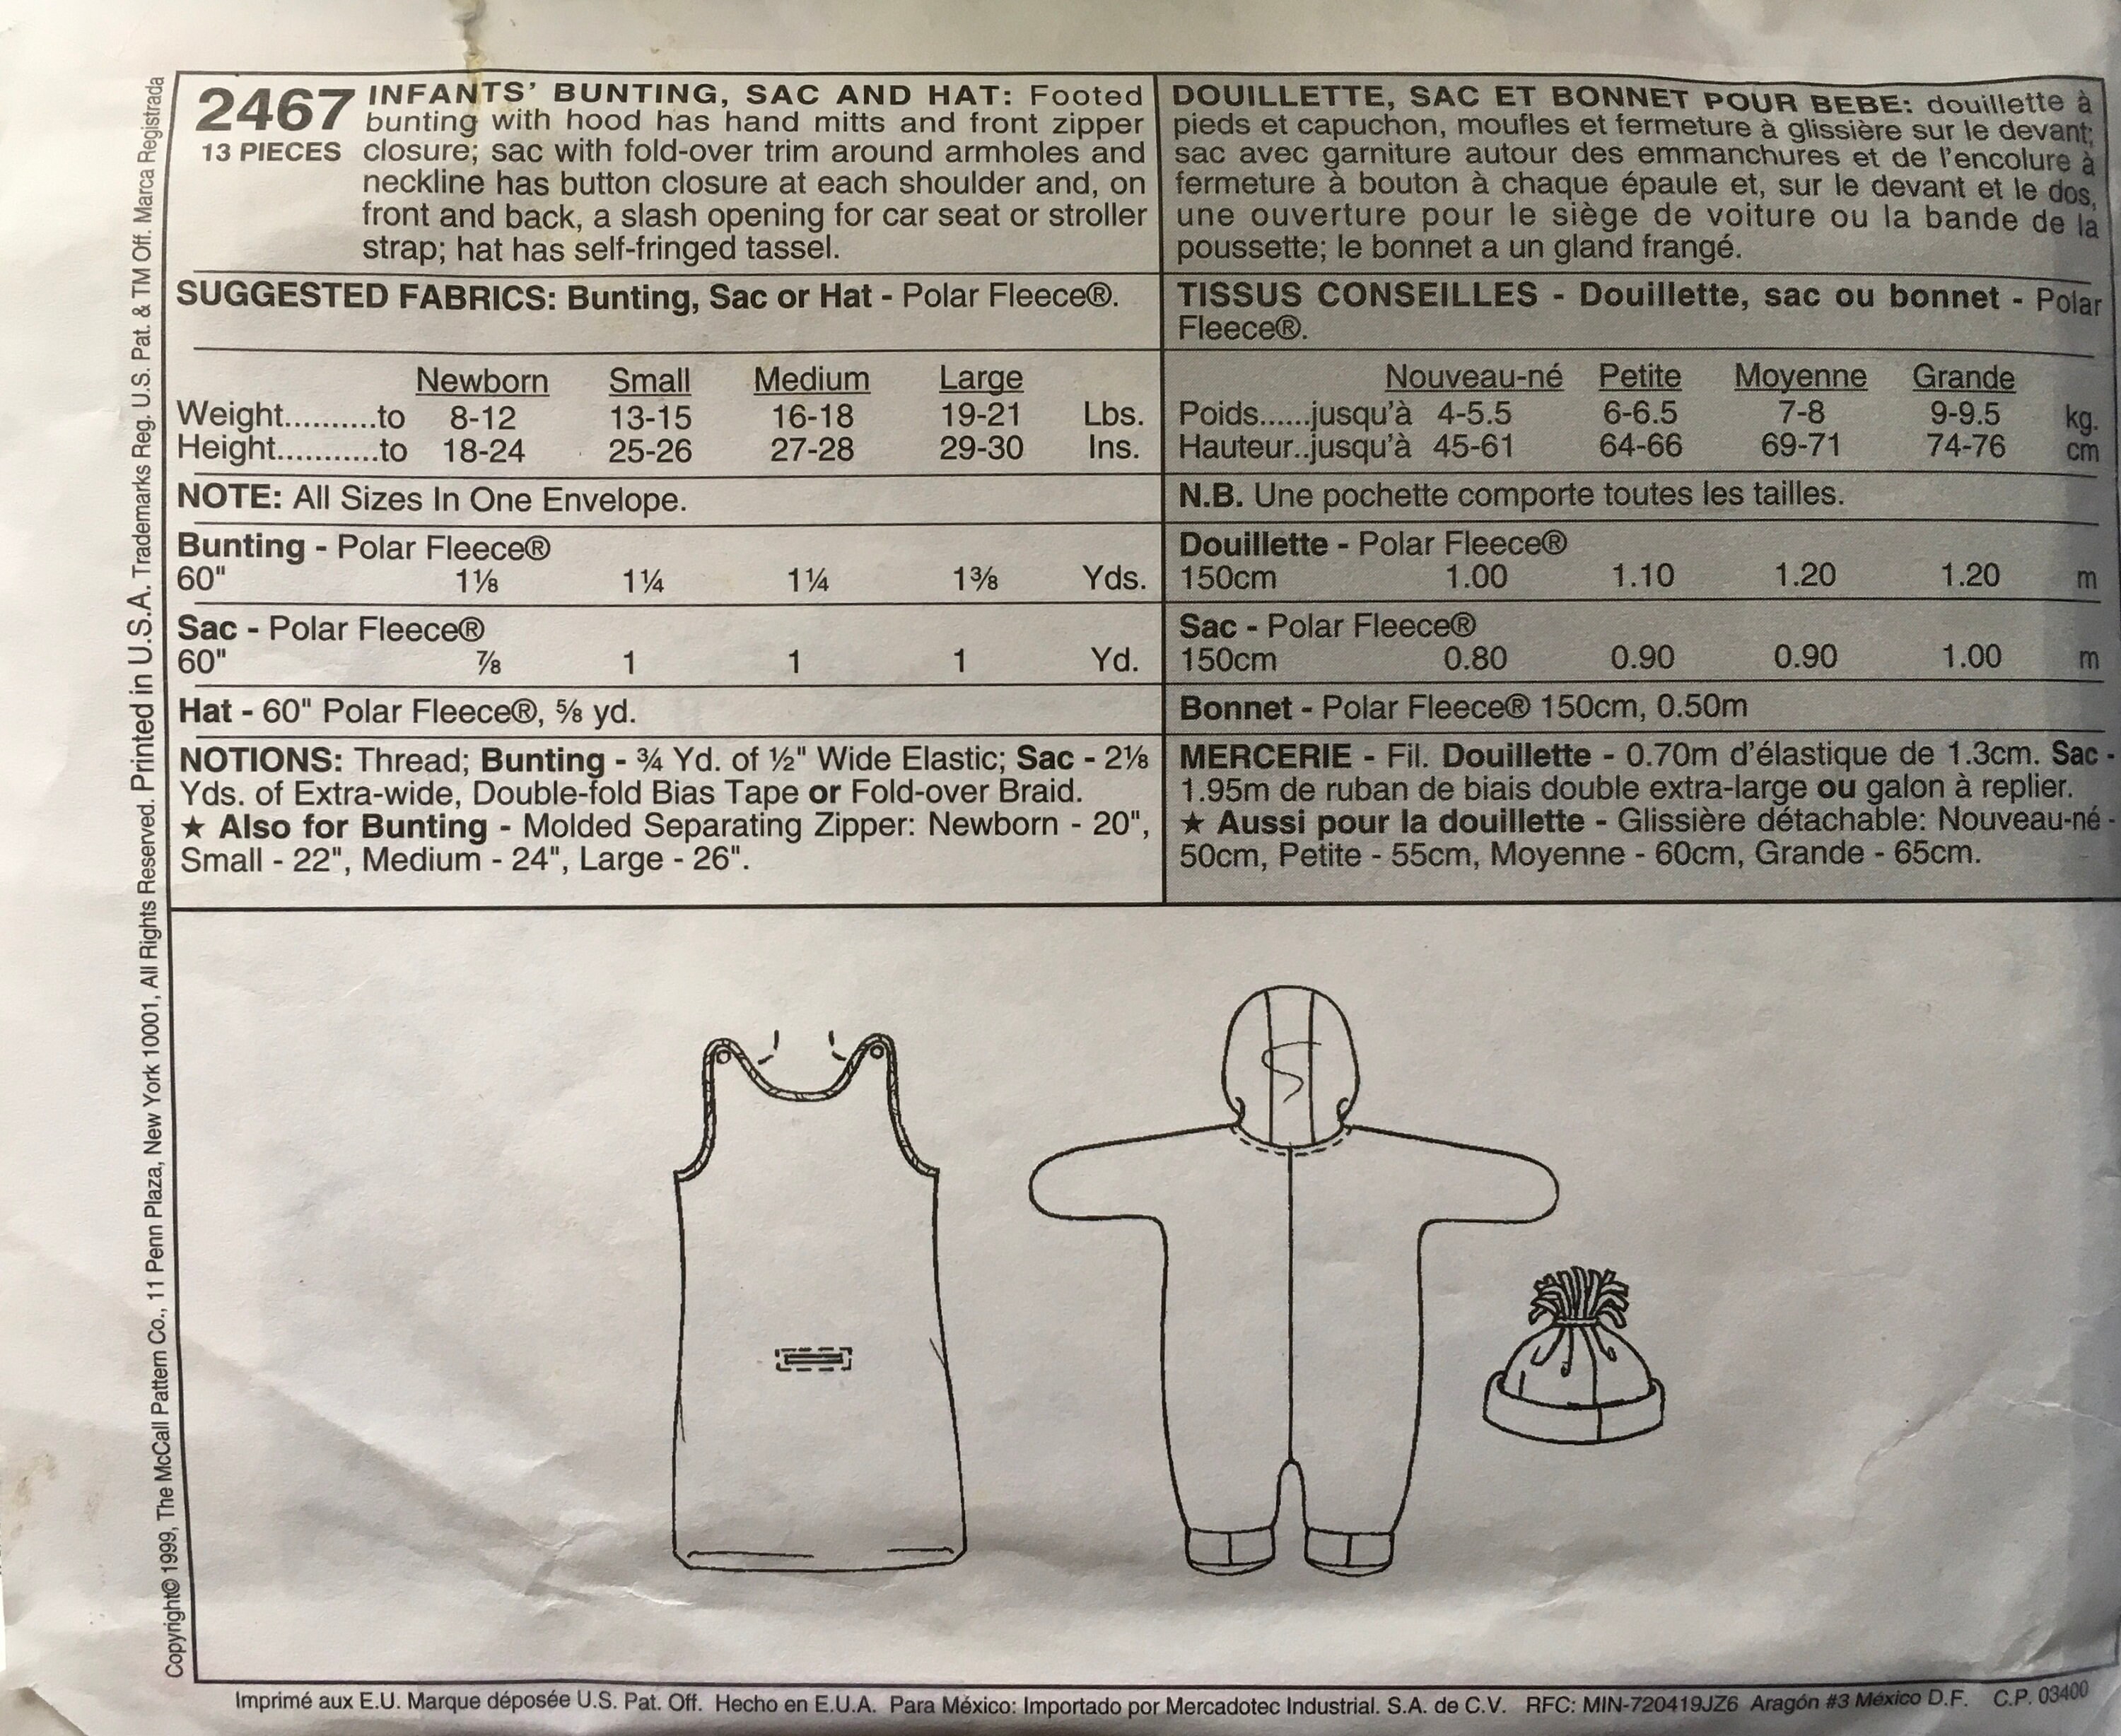 2467
13 PIECES
INFANTS' BUNTING, SAC AND HAT: Footed
bunting with hood has hand mitts and front zipper
closure; sac with fold-over trim around armholes and
neckline has button closure at each shoulder and, on
front and back, a slash opening for car seat or stroller
strap; hat has self-fringed tassel.
SUGGESTED FABRICS: Bunting, Sac or Hat - Polar Fleece®.
Newborn Small Medium Large
Weight..........to 8-12 13-15 16-18 19-21 Lbs.
Height...........to 18-24 25-26 27-28 29-30 Ins.
NOTE: All Sizes In One Envelope.
Bunting - Polar Fleece®
60" 1⅛ 1¼ 1¼ 1⅜ Yds.
Sac - Polar Fleece®
60" ⅞ 1 1 1 Yd.
Hat - 60" Polar Fleece®, ⅝ yd.
NOTIONS: Thread; Bunting - ¾ Yd. of ½" Wide Elastic; Sac - 2⅛
Yds. of Extra-wide, Double-fold Bias Tape or Fold-over Braid.
★ Also for Bunting - Molded Separating Zipper: Newborn - 20",
Small - 22", Medium - 24", Large - 26".
DOUILLETTE, SAC ET BONNET POUR BEBE: douillette à
pieds et capuchon, moufles et fermeture à glissière sur le devant;
sac avec garniture autour des emmanchures et de l'encolure à
fermeture à bouton à chaque épaule et, sur le devant et le dos,
une ouverture pour le siège de voiture ou la bande de la
poussette; le bonnet a un gland frangé.
TISSUS CONSEILLES - Douillette, sac ou bonnet - Polar
Fleece®.
Nouveau-né Petite Moyenne Grande
Poids......jusqu'à 4-5.5 6-6.5 7-8 9-9.5 kg.
Hauteur..jusqu'à 45-61 64-66 69-71 74-76 cm
N.B. Une pochette comporte toutes les tailles.
Douillette - Polar Fleece®
150cm 1.00 1.10 1.20 1.20 m
Sac - Polar Fleece®
150cm 0.80 0.90 0.90 1.00 m
Bonnet - Polar Fleece® 150cm, 0.50m
MERCERIE - Fil. Douillette - 0.70m d'élastique de 1.3cm. Sac -
1.95m de ruban de biais double extra-large ou galon à replier.
★ Aussi pour la douillette - Glissière détachable: Nouveau-né -
50cm, Petite - 55cm, Moyenne - 60cm, Grande - 65cm.
Copyright© 1999, The McCall Pattern Co., 11 Penn Plaza, New York 10001, All Rights Reserved. Printed in U.S.A. Trademarks Reg. U.S. Pat. & TM Off. Marca Registrada
Imprimé aux E.U. Marque déposée U.S. Pat. Off. Hecho en E.U.A. Para México: Importado por Mercadotec Industrial. S.A. de C.V. RFC: MIN-720419JZ6 Aragón #3 México D.F. C.P. 03400